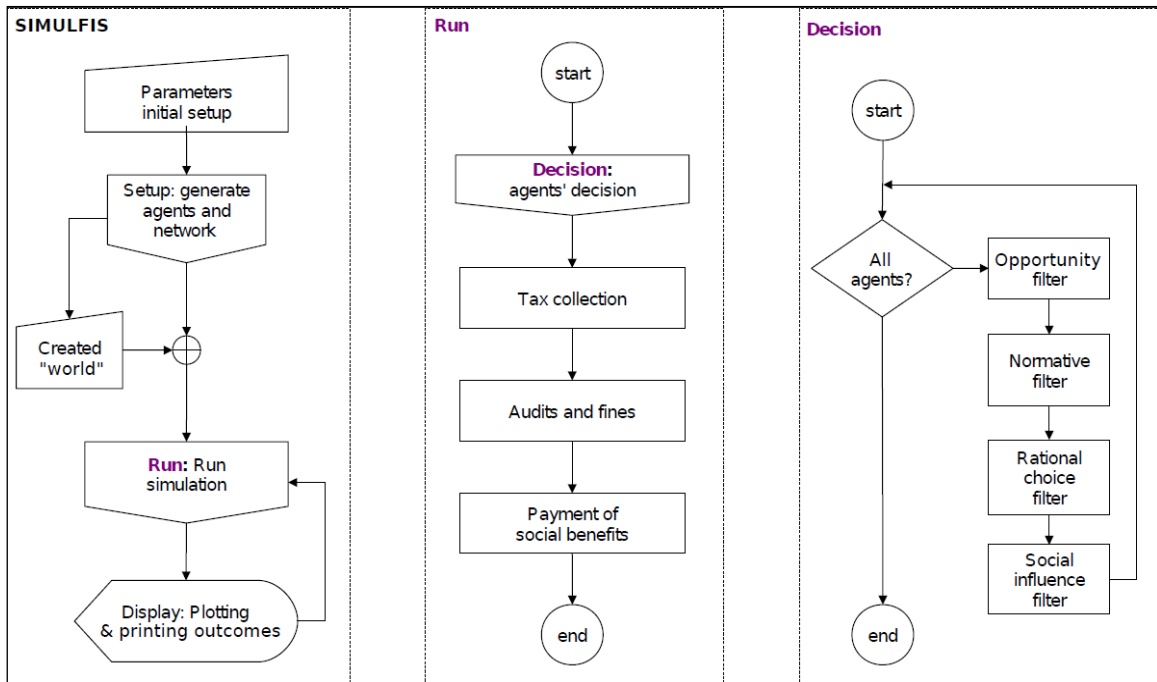 SIMULFIS
Parameters
initial setup
Setup: generate
agents and
network
Created
"world"
Run: Run
simulation
Display: Plotting
& printing outcomes
Run
start
Decision:
agents' decision
Tax collection
Audits and fines
Payment of
social benefits
end
Decision
start
All
agents?
Opportunity
filter
Normative
filter
Rational
choice
filter
Social
influence
filter
end